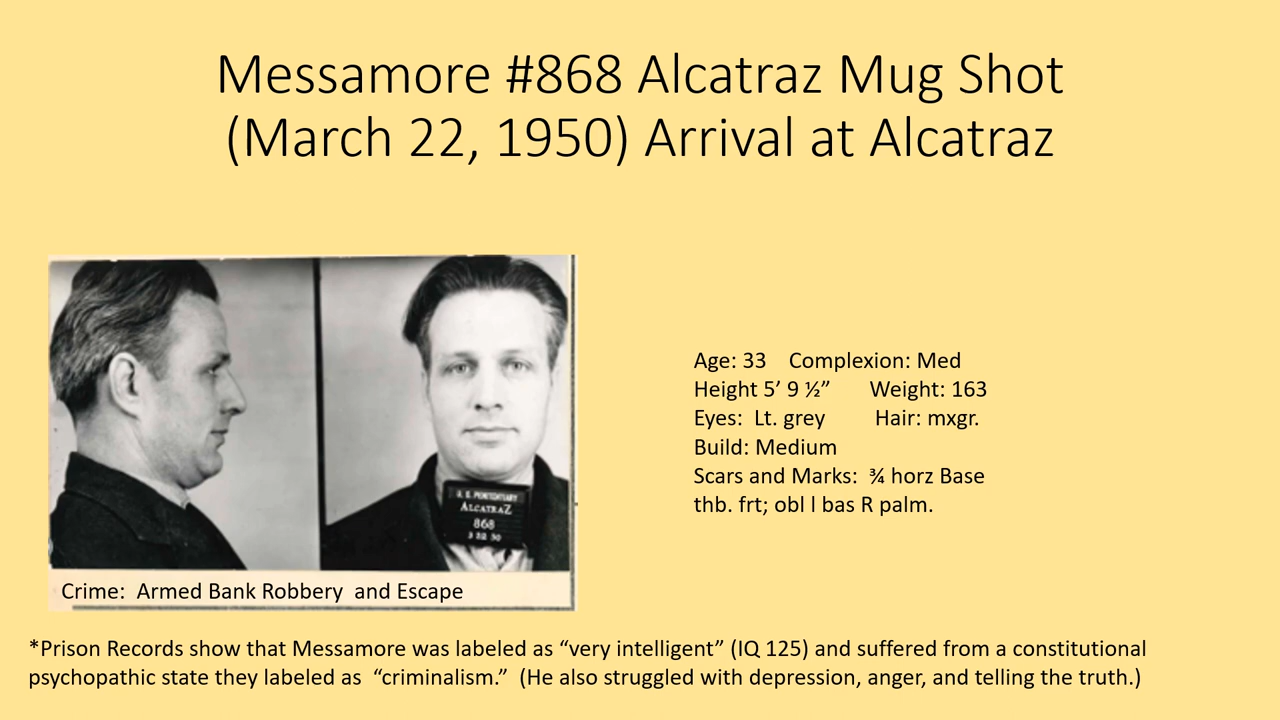 Messamore #868 Alcatraz Mug Shot
(March 22, 1950) Arrival at Alcatraz
U. S. PENITENTIARY
ALCATRAZ
868
3 22 50
Crime:  Armed Bank Robbery  and Escape
Age: 33    Complexion: Med
Height 5’ 9 ½”       Weight: 163
Eyes:  Lt. grey         Hair: mxgr.
Build: Medium
Scars and Marks:  ¾ horz Base
thb. frt; obl l bas R palm.
*Prison Records show that Messamore was labeled as “very intelligent” (IQ 125) and suffered from a constitutional
psychopathic state they labeled as  “criminalism.”  (He also struggled with depression, anger, and telling the truth.)